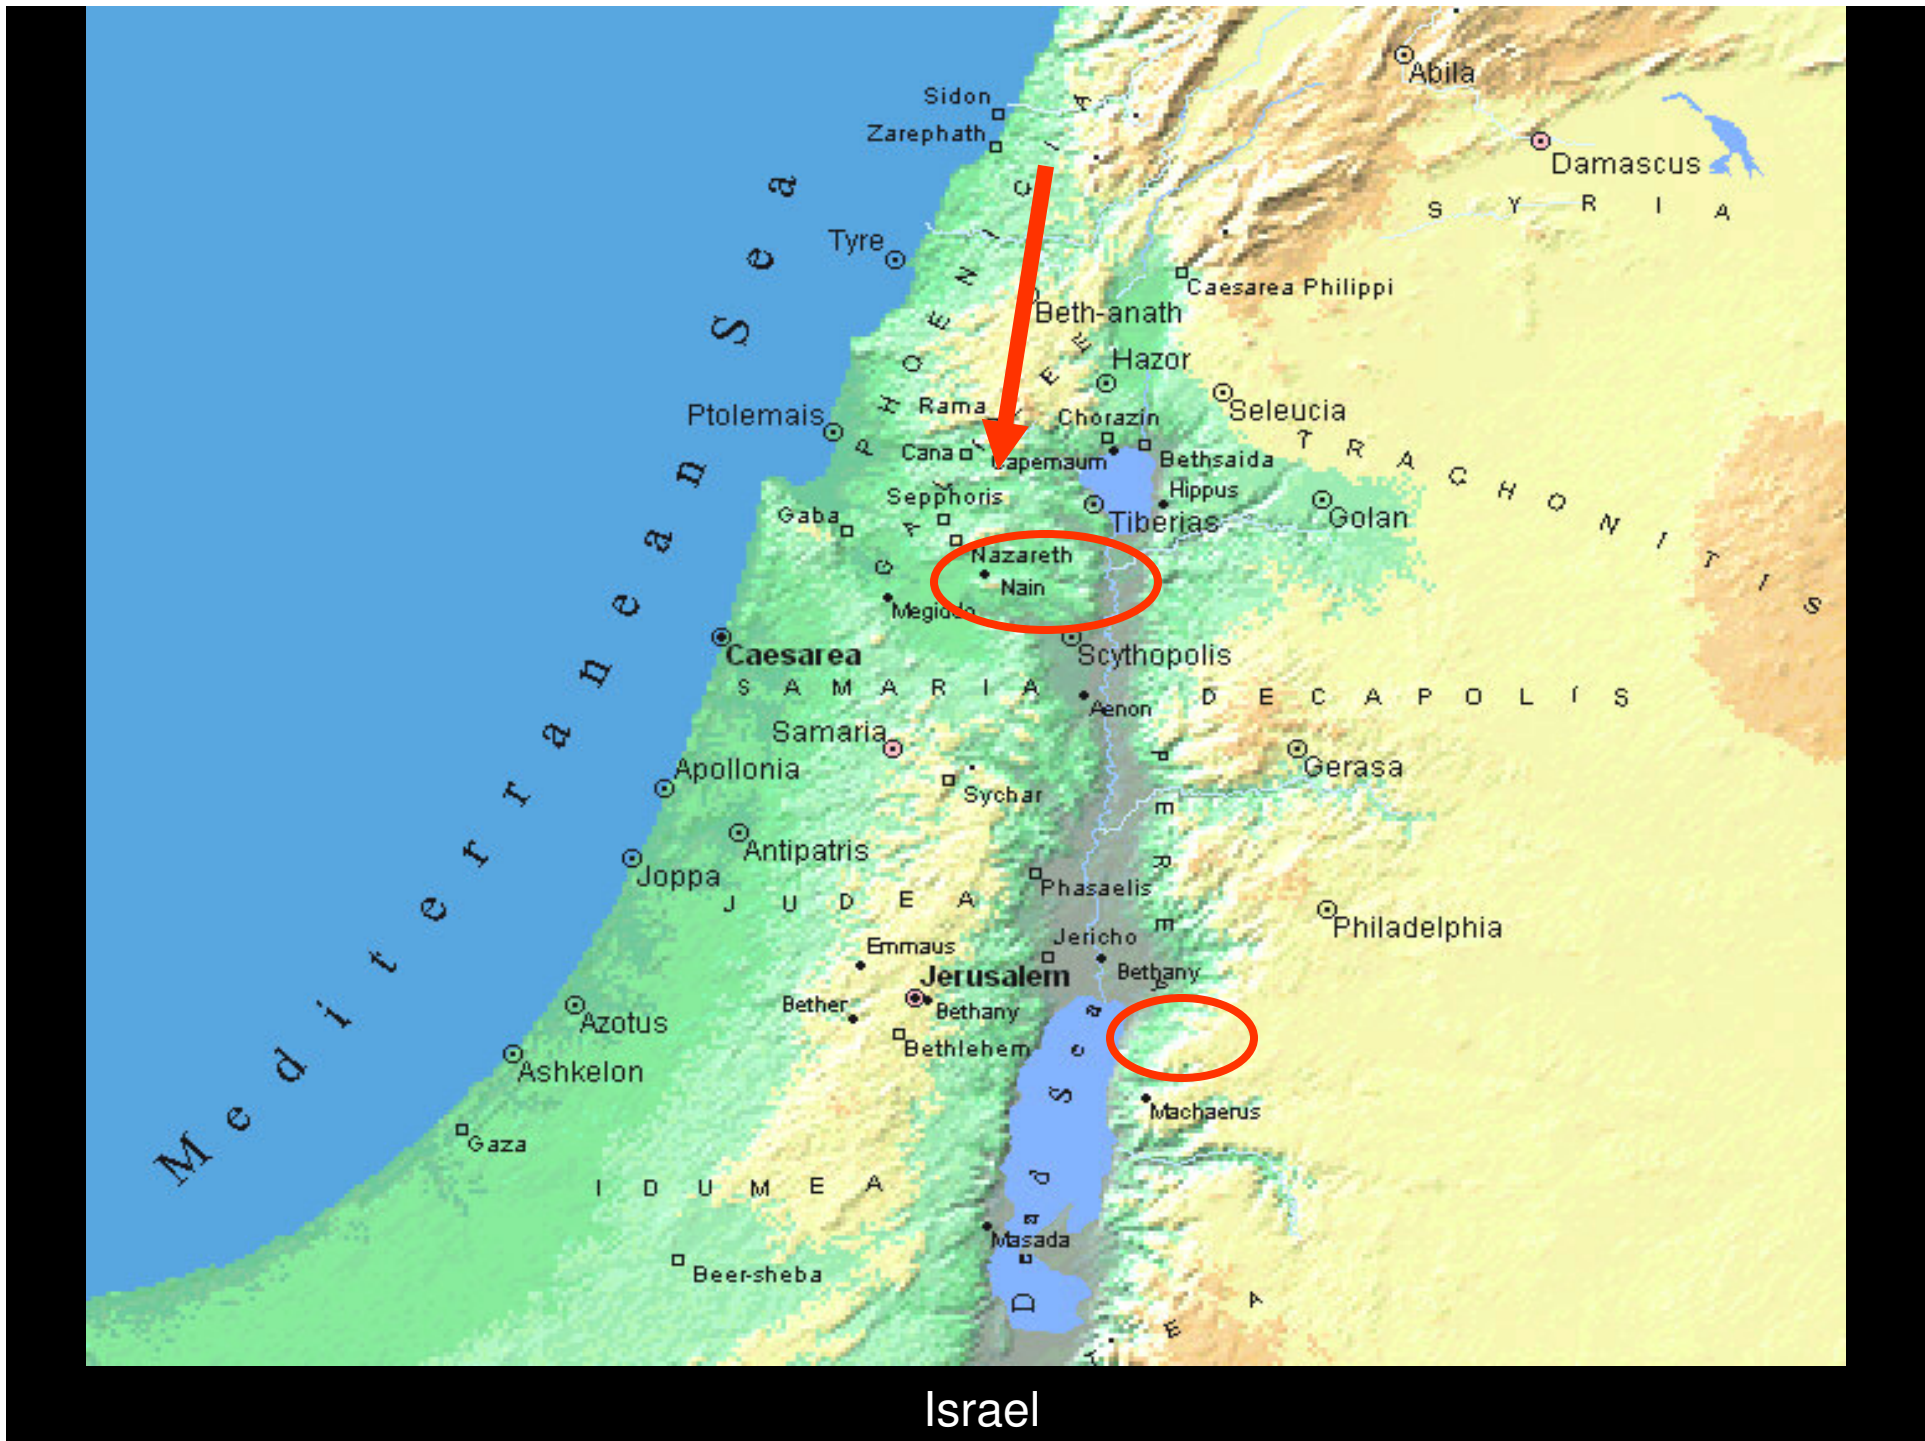 Abila
Sidon
Zarephath
Damascus
S Y R I A
Tyre
Caesarea Philippi
Beth-anath
Hazor
Seleucia
Rama
Chorazin
Ptolemais
Cana
Capernaum
Bethsaida
Hippus
Sepphoris
Gaba
Tiberias
Golan
T R A C H O N I T I S
P H O E N I C I A
Nazareth
Nain
Megiddo
Caesarea
Scythopolis
S A M A R I A
D E C A P O L I S
Aenon
Samaria
Gerasa
Apollonia
Sychar
Antipatris
Joppa
Phasaelis
J U D E A
P E R E A
Philadelphia
Emmaus
Jericho
Jerusalem
Bethany
Bether
Bethany
Azotus
Bethlehem
Ashkelon
Machaerus
Gaza
I D U M E A
Masada
Beer-sheba
Dead Sea
Mediterranean Sea
Israel